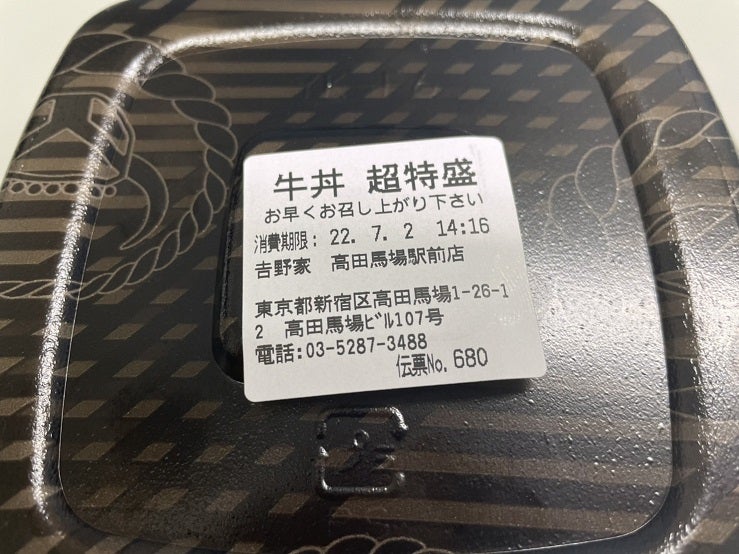 牛丼 超特盛
お早くお召し上がり下さい
消費期限: 22. 7. 2 14:16
吉野家 高田馬場駅前店
東京都新宿区高田馬場1-26-1
2 高田馬場ビル107号
電話:03-5287-3488
伝票No. 680